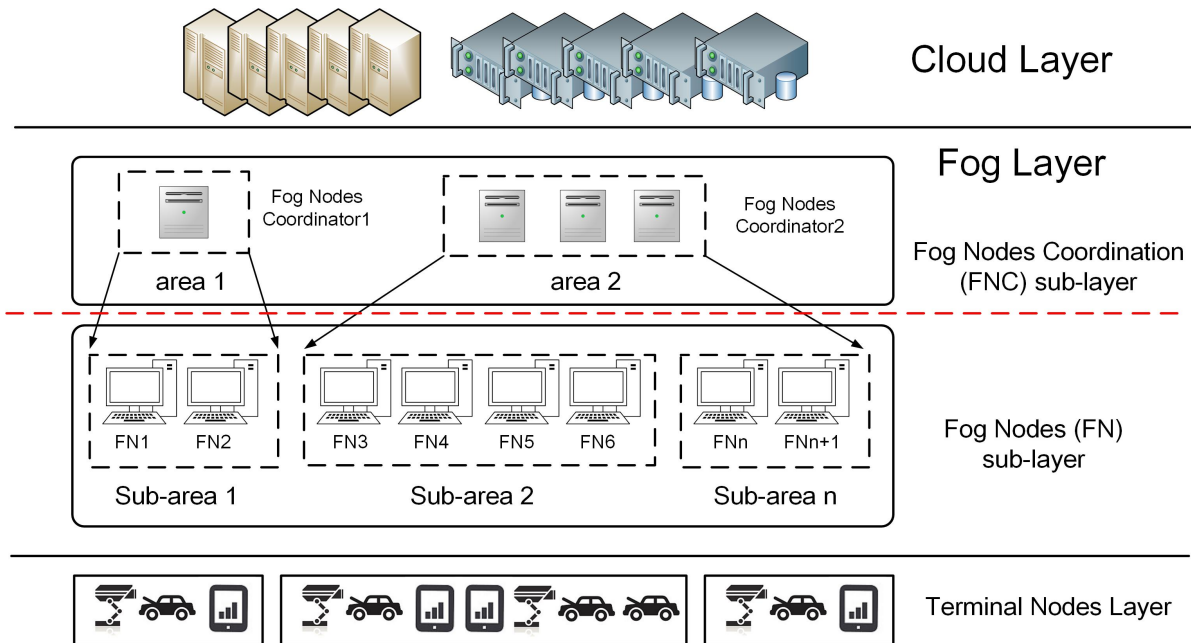 Cloud Layer
Fog Layer
Fog Nodes
Coordinator1
Fog Nodes
Coordinator2
area 1
area 2
Fog Nodes Coordination
(FNC) sub-layer
FN1
FN2
FN3
FN4
FN5
FN6
FNn
FNn+1
Fog Nodes (FN)
sub-layer
Sub-area 1
Sub-area 2
Sub-area n
Terminal Nodes Layer